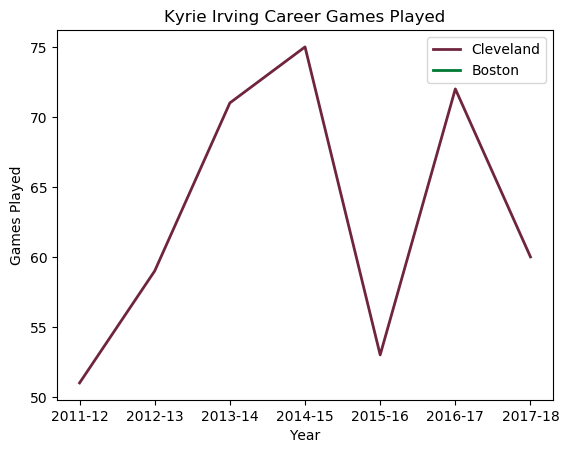 Kyrie Irving Career Games Played
Cleveland
Boston
75
70
65
60
55
50
Games Played
2011-12 2012-13 2013-14 2014-15 2015-16 2016-17 2017-18
Year